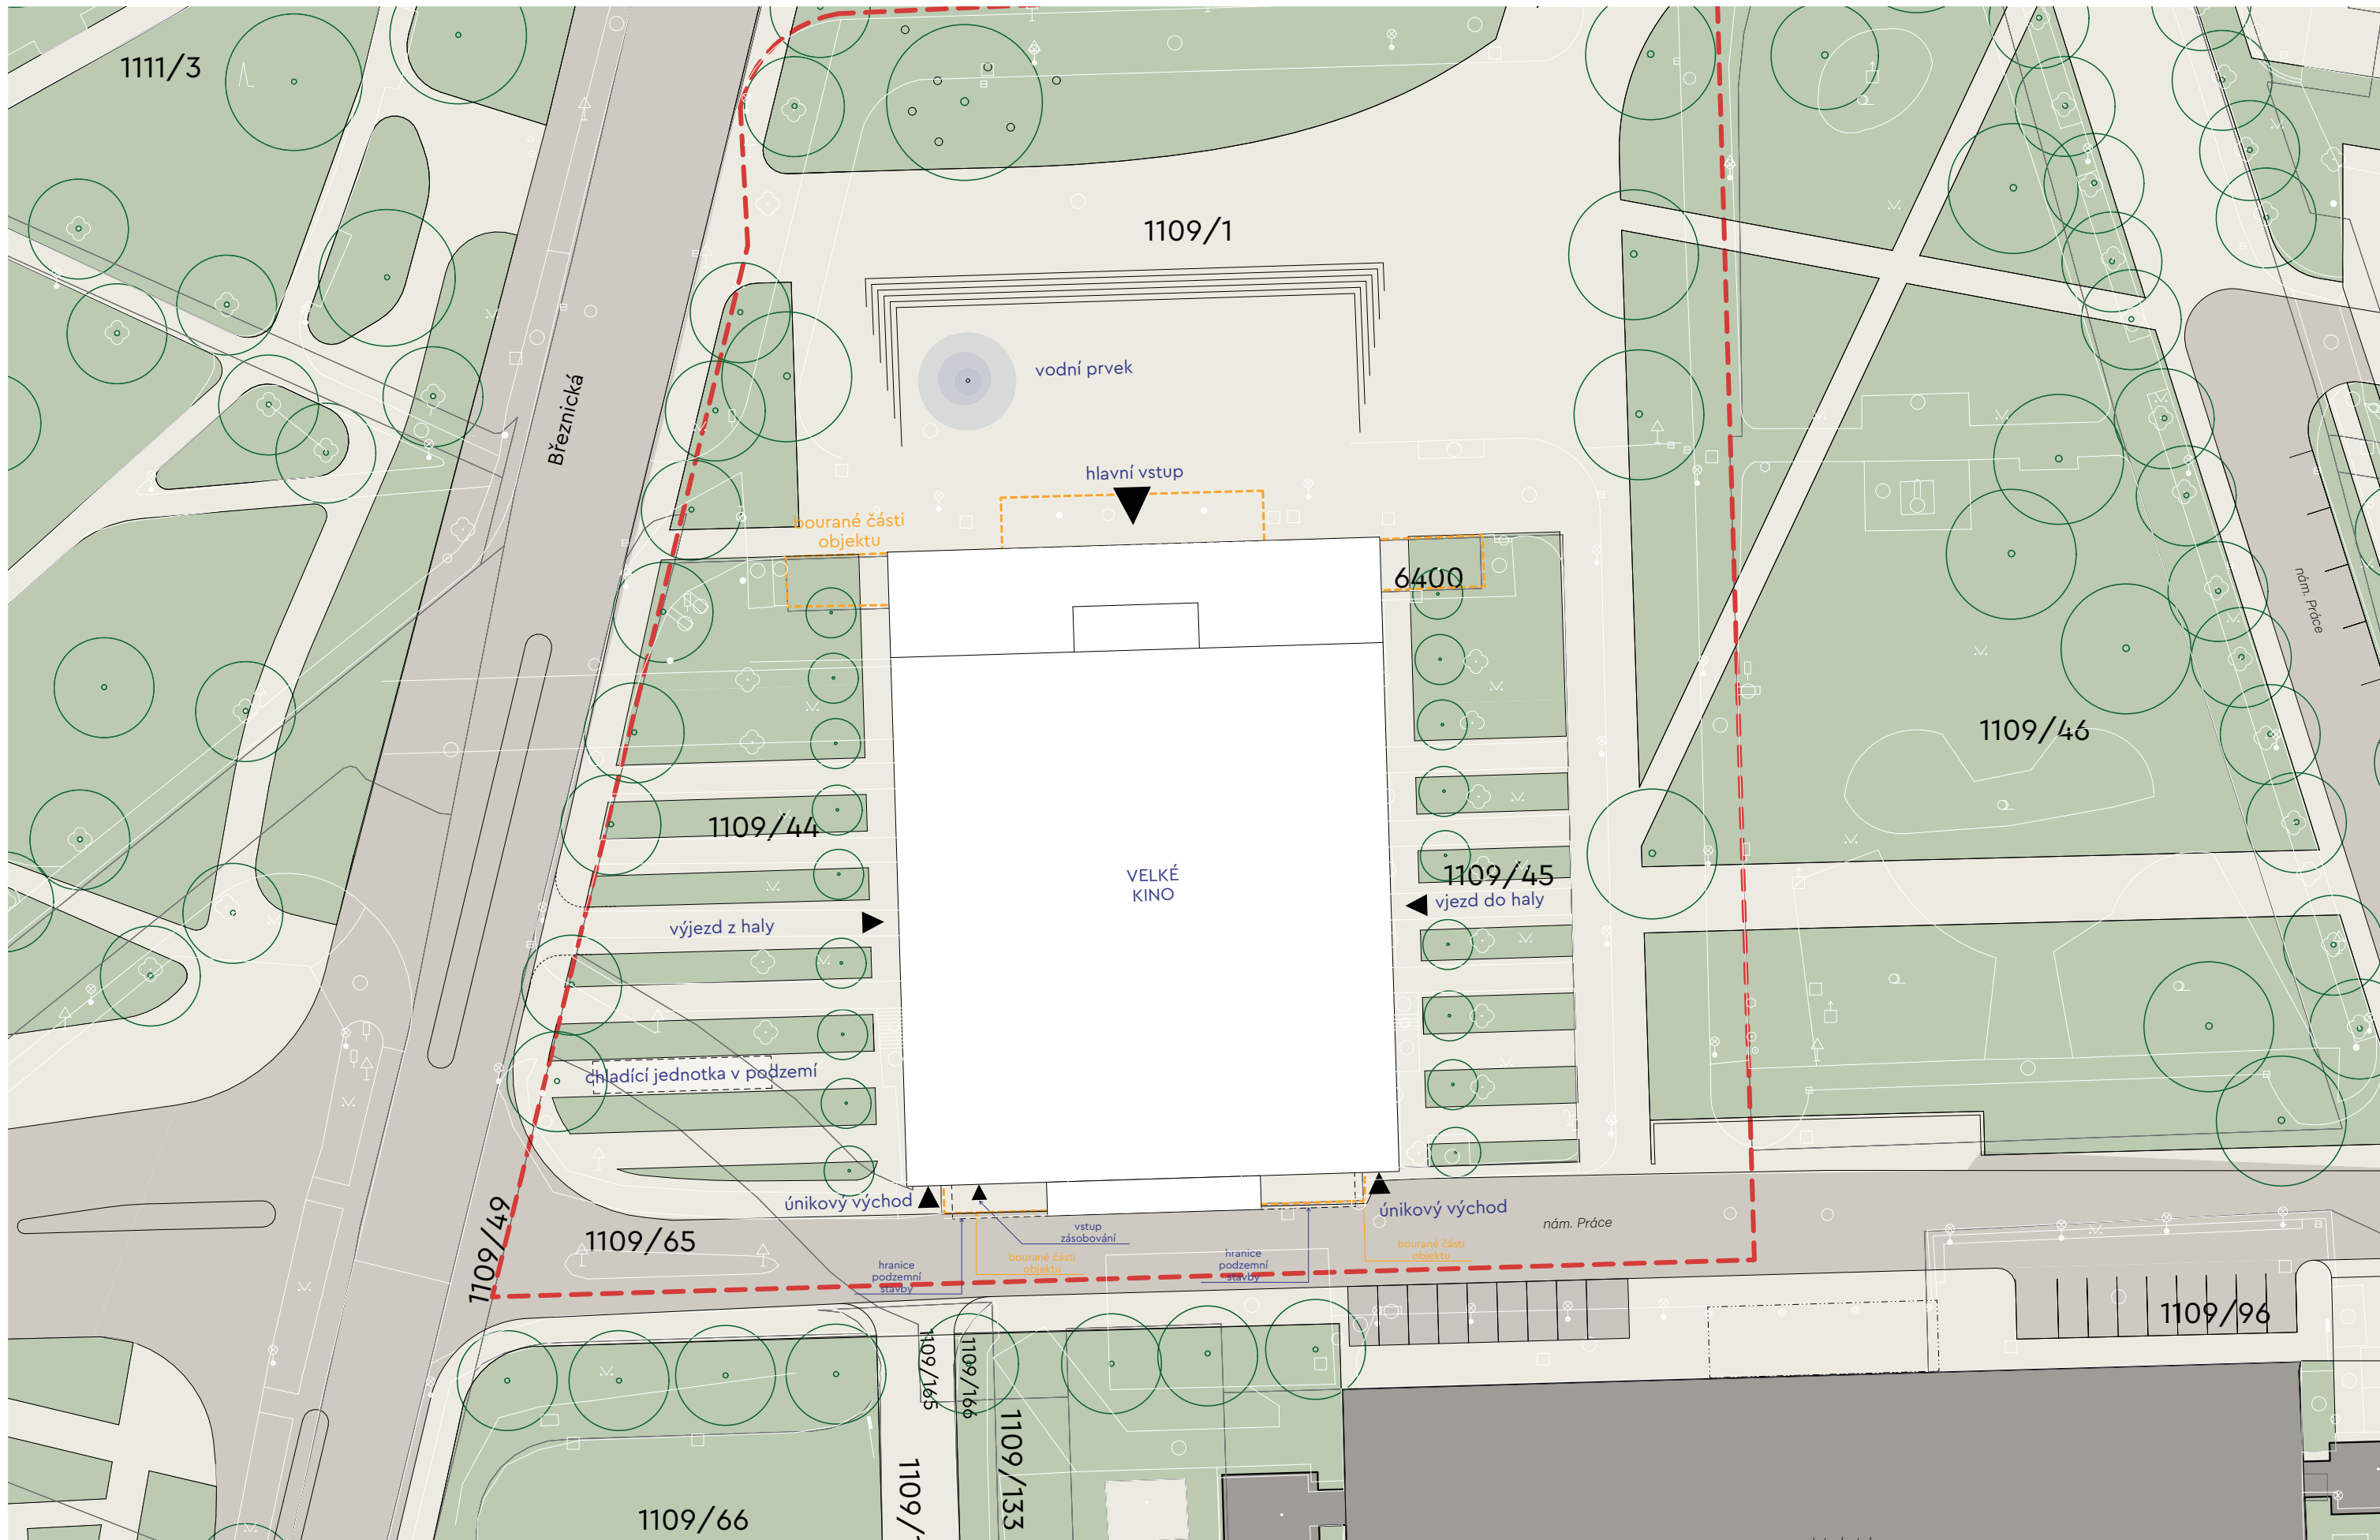 1111/3
1109/1
Březnická
vodní prvek
hlavní vstup
bourané části
objektu
6400
nám. Práce
1109/46
1109/44
1109/45
VELKÉ
KINO
výjezd z haly
vjezd do haly
chladící jednotka v podzemí
únikový východ
únikový východ
1109/49
1109/65
vstup
zásobování
bourané části
objektu
hranice
podzemní
stavby
hranice
podzemní
stavby
bourané části
objektu
nám. Práce
1109/96
1109/165
1109/166
1109/133
1109/
1109/66